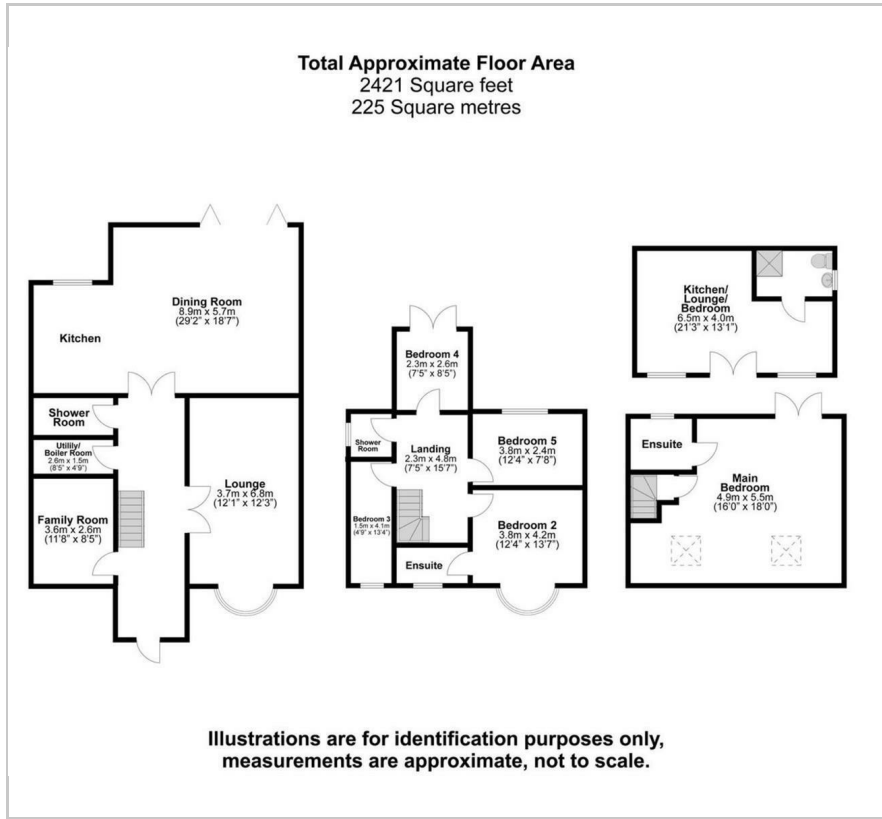 Total Approximate Floor Area
2421 Square feet
225 Square metres
Dining Room
8.9m x 5.7m
(29'2" x 18'7")
Kitchen
Shower
Room
Utilily/
Boiler Room
2.6m x 1.5m
(8'5" x 4'9")
Family Room
3.6m x 2.6m
(11'8" x 8'5")
Lounge
3.7m x 6.8m
(12'1" x 12'3")
Bedroom 4
2.3m x 2.6m
(7'5" x 8'5")
Shower
Room
Landing
2.3m x 4.8m
(7'5" x 15'7")
Bedroom 5
3.8m x 2.4m
(12'4" x 7'8")
Bedroom 3
1.5m x 4.1m
(4'9" x 13'4")
Bedroom 2
3.8m x 4.2m
(12'4" x 13'7")
Ensuite
Kitchen/
Lounge/
Bedroom
6.5m x 4.0m
(21'3" x 13'1")
Ensuite
Main
Bedroom
4.9m x 5.5m
(16'0" x 18'0")
Illustrations are for identification purposes only,
measurements are approximate, not to scale.